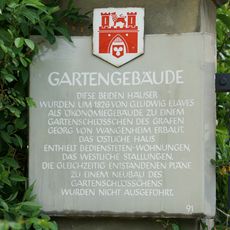 GARTENGEBÄUDE
DIESE BEIDEN HÄUSER
WURDEN UM 1826 VON G.LUDWIG LAVES
ALS ÖKONOMIEGEBÄUDE ZU EINEM
GARTENSCHLÖSSCHEN DES GRAFEN
GEORG VON WANGENHEIM ERBAUT.
DAS ÖSTLICHE HAUS
ENTHIELT BEDIENSTETEN-WOHNUNGEN,
DAS WESTLICHE STALLUNGEN.
DIE GLEICHZEITIG ENTSTANDENEN PLÄNE
ZU EINEM NEUBAU DES
GARTENSCHLÖSSCHENS
WURDEN NICHT AUSGEFÜHRT.
91